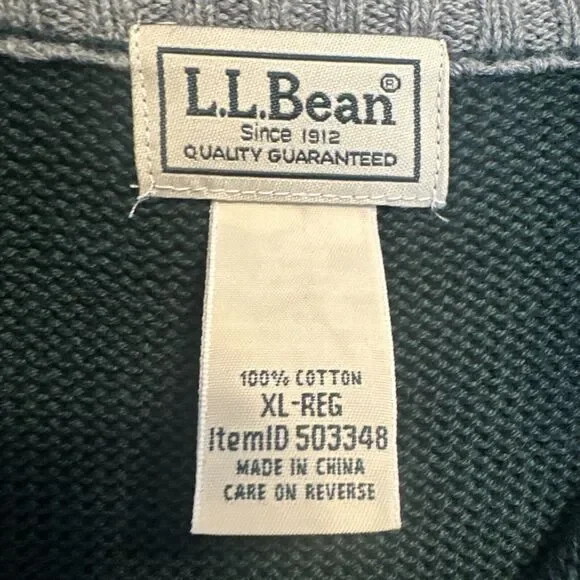 L.L.Bean®
Since 1912
QUALITY GUARANTEED
100% COTTON
XL-REG
ItemID 503348
MADE IN CHINA
CARE ON REVERSE